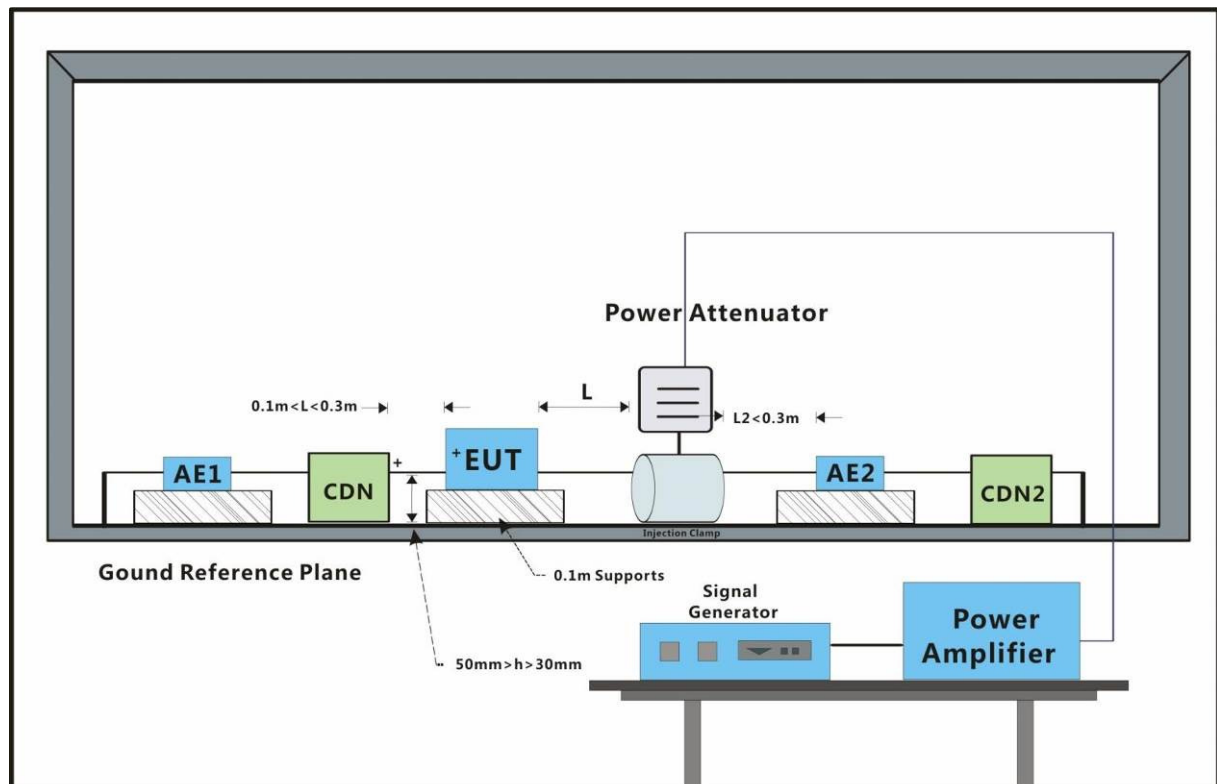 Power Attenuator
0.1m<L<0.3m
L
L2<0.3m
AE1
CDN
+
+EUT
AE2
CDN2
Injection Clamp
Gound Reference Plane
0.1m Supports
Signal
Generator
Power
Amplifier
50mm>h>30mm